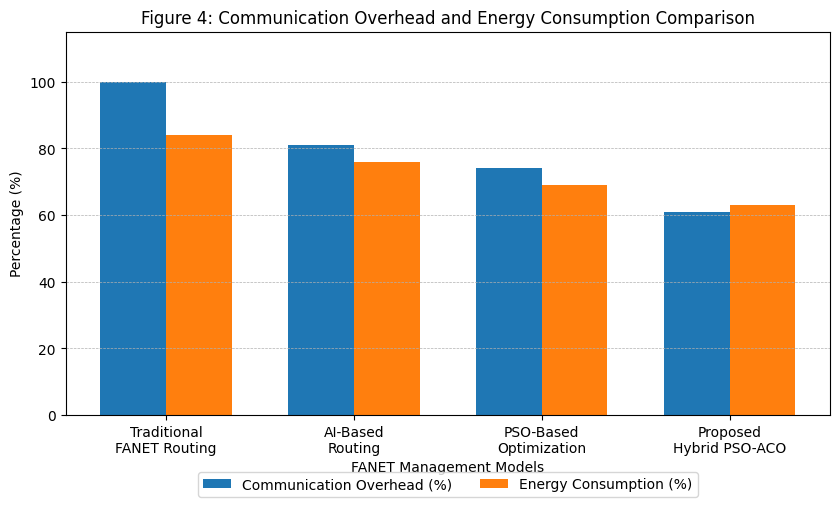 Figure 4: Communication Overhead and Energy Consumption Comparison
Percentage (%)
100
80
60
40
20
0
Traditional
FANET Routing
AI-Based
Routing
PSO-Based
Optimization
Proposed
Hybrid PSO-ACO
FANET Management Models
Communication Overhead (%)
Energy Consumption (%)